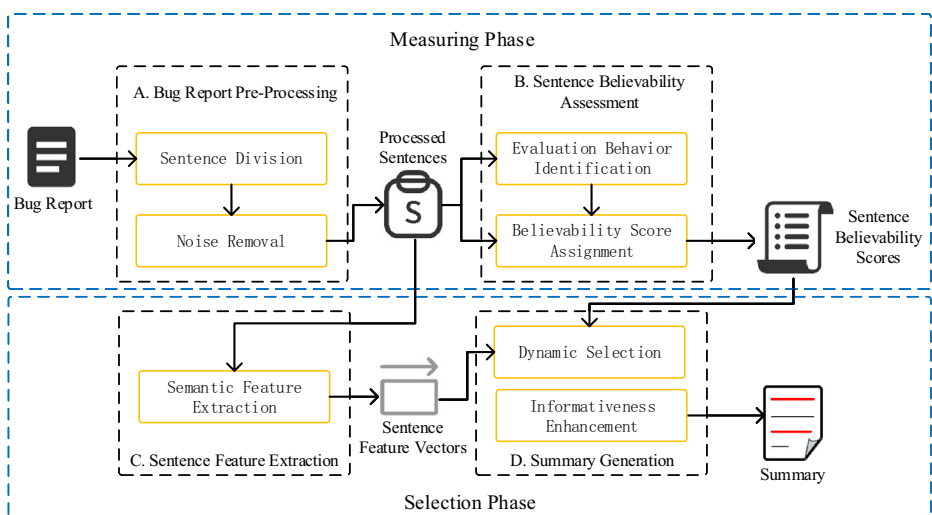 Measuring Phase
A. Bug Report Pre-Processing
B. Sentence Believability
Assessment
Sentence Division
Noise Removal
Bug Report
Processed
Sentences
S
Evaluation Behavior
Identification
Believability Score
Assignment
Sentence
Believability
Scores
Semantic Feature
Extraction
C. Sentence Feature Extraction
Sentence
Feature Vectors
Dynamic Selection
Informativeness
Enhancement
D. Summary Generation
Summary
Selection Phase